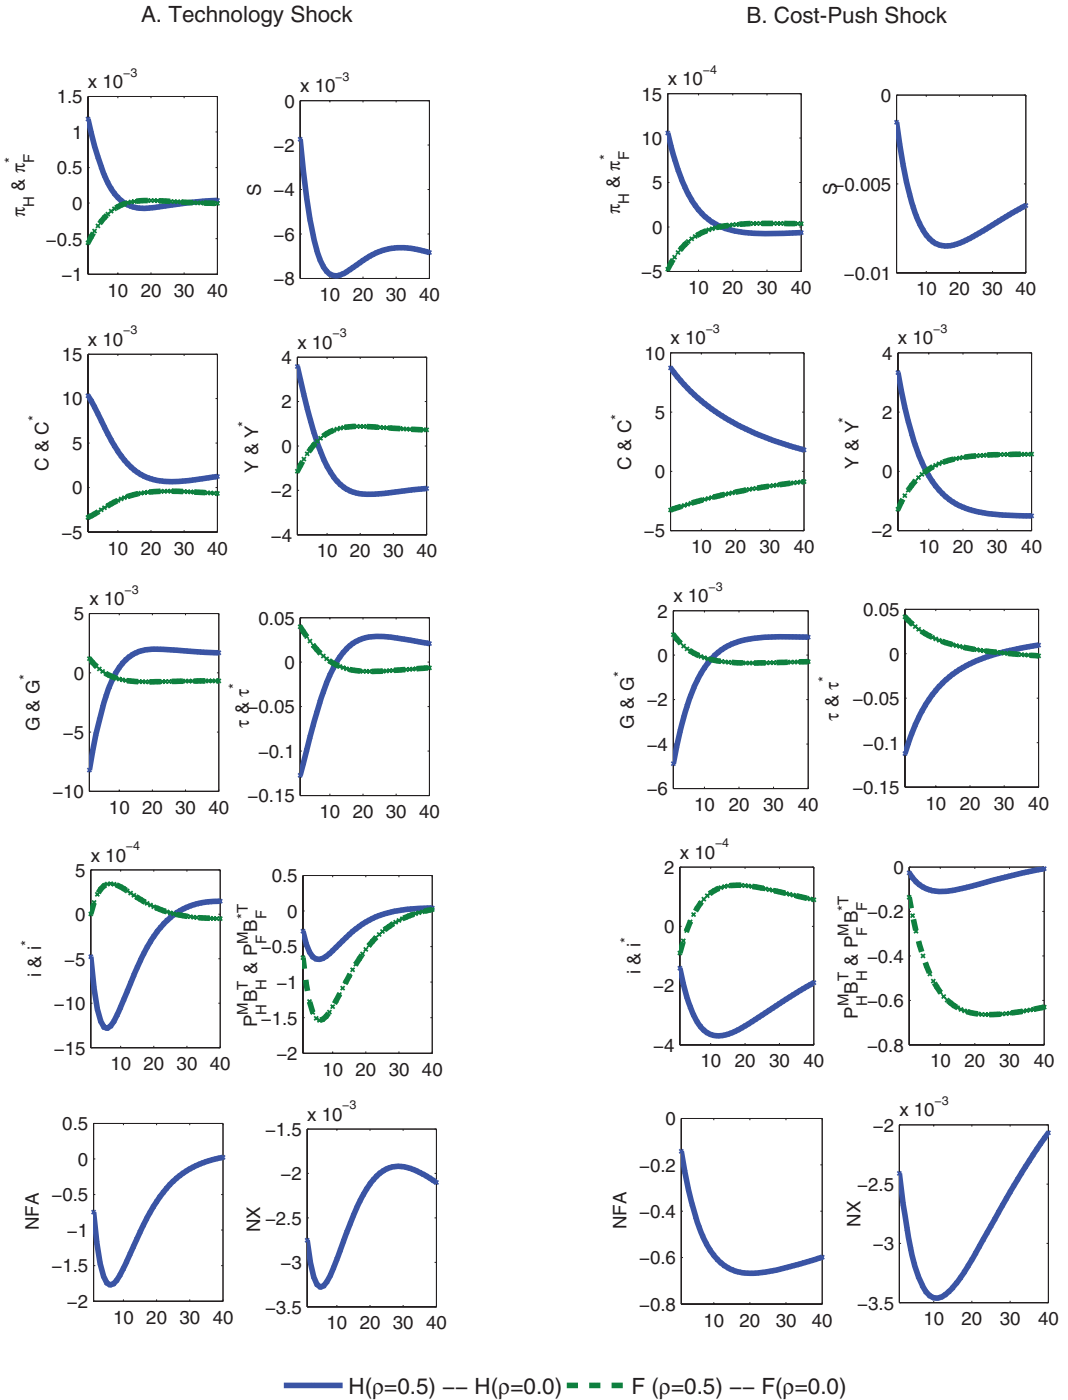 A. Technology Shock
B. Cost-Push Shock
x 10⁻³
π_H & π_F^*
1.5
1
0.5
0
−0.5
−1
10 20 30 40
x 10⁻³
S
0
−2
−4
−6
−8
10 20 30 40
x 10⁻⁴
π_H & π_F^*
15
10
5
0
−5
10 20 30 40
S
0
−0.005
−0.01
10 20 30 40
x 10⁻³
C & C^*
15
10
5
0
−5
10 20 30 40
x 10⁻³
Y & Y^*
4
2
0
−2
−4
10 20 30 40
x 10⁻³
C & C^*
10
5
0
−5
10 20 30 40
x 10⁻³
Y & Y^*
4
2
0
−2
10 20 30 40
x 10⁻³
G & G^*
5
0
−5
−10
10 20 30 40
τ & τ^*
0.05
0
−0.05
−0.1
−0.15
10 20 30 40
x 10⁻³
G & G^*
2
0
−2
−4
−6
10 20 30 40
τ & τ^*
0.05
0
−0.05
−0.1
−0.15
10 20 30 40
x 10⁻⁴
i & i^*
5
0
−5
−10
−15
10 20 30 40
P_H^M B_H^T & P_F^M B_F^{*T}
0.5
0
−0.5
−1
−1.5
−2
10 20 30 40
x 10⁻⁴
i & i^*
2
0
−2
−4
10 20 30 40
P_H^M B_H^T & P_F^M B_F^{*T}
0
−0.2
−0.4
−0.6
−0.8
10 20 30 40
NFA
0.5
0
−0.5
−1
−1.5
−2
10 20 30 40
x 10⁻³
NX
−1.5
−2
−2.5
−3
−3.5
10 20 30 40
NFA
0
−0.2
−0.4
−0.6
−0.8
10 20 30 40
x 10⁻³
NX
−2
−2.5
−3
−3.5
10 20 30 40
H(ρ=0.5) −− H(ρ=0.0) F (ρ=0.5) −− F(ρ=0.0)